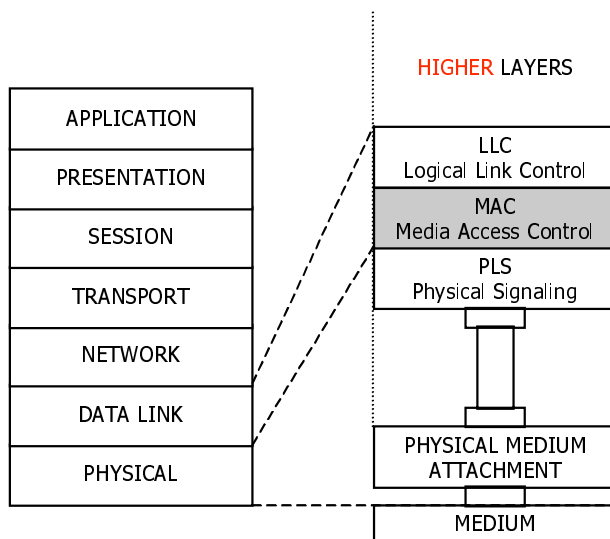 APPLICATION
PRESENTATION
SESSION
TRANSPORT
NETWORK
DATA LINK
PHYSICAL
HIGHER LAYERS
LLC
Logical Link Control
MAC
Media Access Control
PLS
Physical Signaling
PHYSICAL MEDIUM
ATTACHMENT
MEDIUM